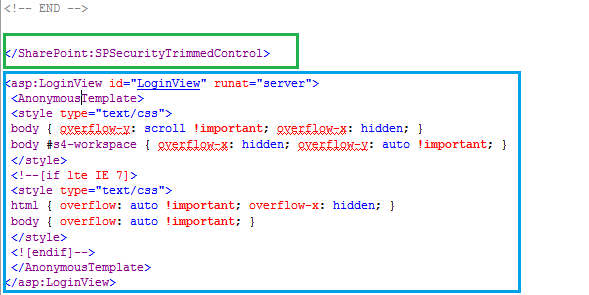 <!-- END -->
</SharePoint:SPSecurityTrimmedControl>
<asp:LoginView id="LoginView" runat="server">
<AnonymousTemplate>
<style type="text/css">
body { overflow-y: scroll !important; overflow-x: hidden; }
body #s4-workspace { overflow-x: hidden; overflow-y: auto !important; }
</style>
<!--[if lte IE 7]>
<style type="text/css">
html { overflow: auto !important; overflow-x: hidden; }
body { overflow: auto !important; }
</style>
<![endif]-->
</AnonymousTemplate>
</asp:LoginView>